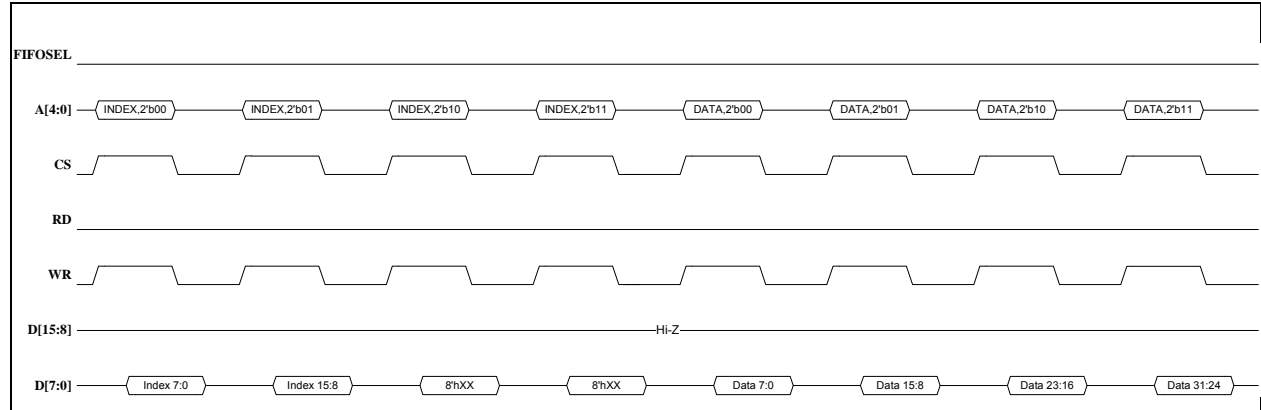 FIFOSEL
A[4:0] INDEX,2'b00 INDEX,2'b01 INDEX,2'b10 INDEX,2'b11 DATA,2'b00 DATA,2'b01 DATA,2'b10 DATA,2'b11
CS
RD
WR
D[15:8] Hi-Z
D[7:0] Index 7:0 Index 15:8 8'hXX 8'hXX Data 7:0 Data 15:8 Data 23:16 Data 31:24